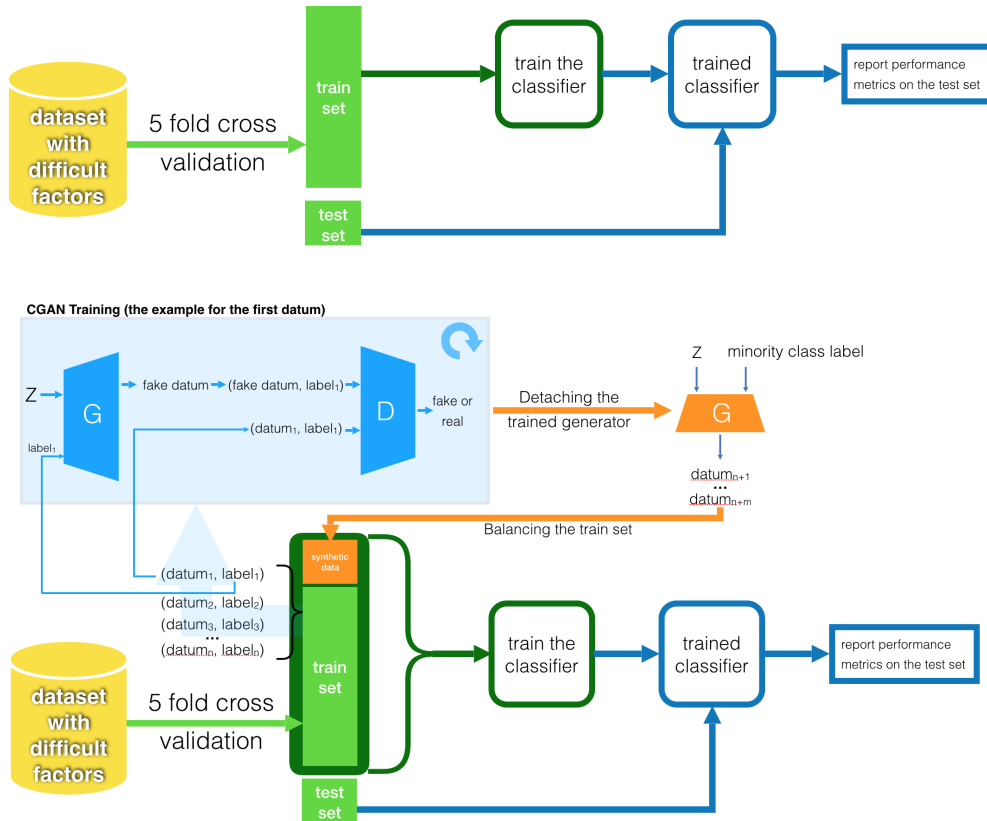 dataset
with
difficult
factors
5 fold cross
validation
train
set
test
set
train the
classifier
trained
classifier
report performance
metrics on the test set
CGAN Training (the example for the first datum)
Z
label₁
G
fake datum
(fake datum, label₁)
(datum₁, label₁)
D
fake or
real
Detaching the
trained generator
Z
minority class label
G
datumₙ₊₁
...
datumₙ₊ₘ
Balancing the train set
synthetic
data
(datum₁, label₁)
(datum₂, label₂)
(datum₃, label₃)
...
(datumₙ, labelₙ)
dataset
with
difficult
factors
5 fold cross
validation
train
set
test
set
train the
classifier
trained
classifier
report performance
metrics on the test set